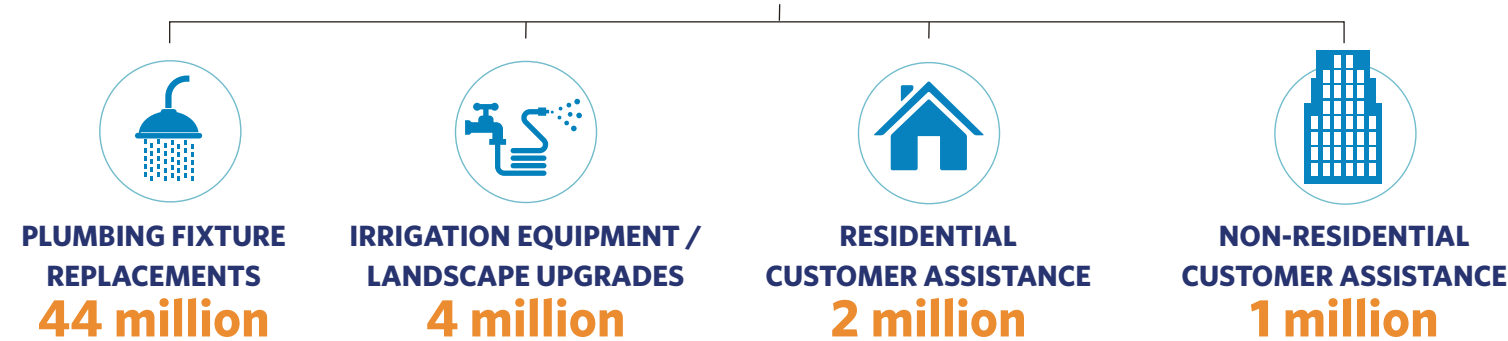 PLUMBING FIXTURE
REPLACEMENTS
44 million
IRRIGATION EQUIPMENT /
LANDSCAPE UPGRADES
4 million
RESIDENTIAL
CUSTOMER ASSISTANCE
2 million
NON-RESIDENTIAL
CUSTOMER ASSISTANCE
1 million